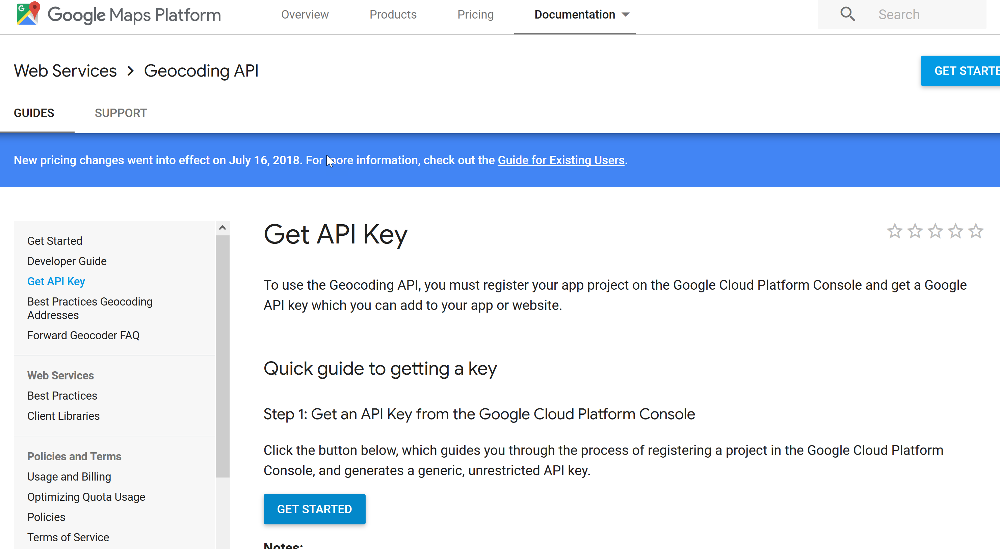 Google Maps Platform
Overview
Products
Pricing
Documentation
Search
Web Services > Geocoding API
GET STARTE
GUIDES
SUPPORT
New pricing changes went into effect on July 16, 2018. For more information, check out the Guide for Existing Users.
Get Started
Developer Guide
Get API Key
Best Practices Geocoding
Addresses
Forward Geocoder FAQ
Web Services
Best Practices
Client Libraries
Policies and Terms
Usage and Billing
Optimizing Quota Usage
Policies
Terms of Service
Get API Key
To use the Geocoding API, you must register your app project on the Google Cloud Platform Console and get a Google
API key which you can add to your app or website.
Quick guide to getting a key
Step 1: Get an API Key from the Google Cloud Platform Console
Click the button below, which guides you through the process of registering a project in the Google Cloud Platform
Console, and generates a generic, unrestricted API key.
GET STARTED
Notes: